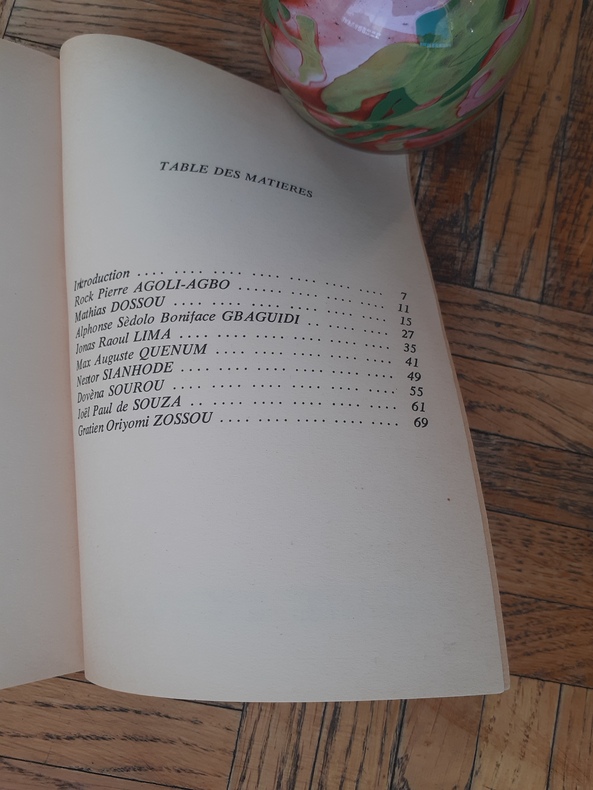 TABLE DES MATIERES
Introduction .... .... .... .... .... .... .... 7
Rock Pierre AGOLI-AGBO .... .... .... .... 11
Mathias DOSSOU .... .... .... .... .... .... 15
Alphonse Sèdolo Boniface GBAGUIDI .... .... 27
Jonas Raoul LIMA .... .... .... .... .... .... 35
Max Auguste QUENUM .... .... .... .... .... 41
Nestor SIANHODE .... .... .... .... .... .... 49
Dovèna SOUROU .... .... .... .... .... .... 55
Joël Paul de SOUZA .. .... .... .... .... .... 61
Gratien Oriyomi ZOSSOU .... .... .... .... .... 69